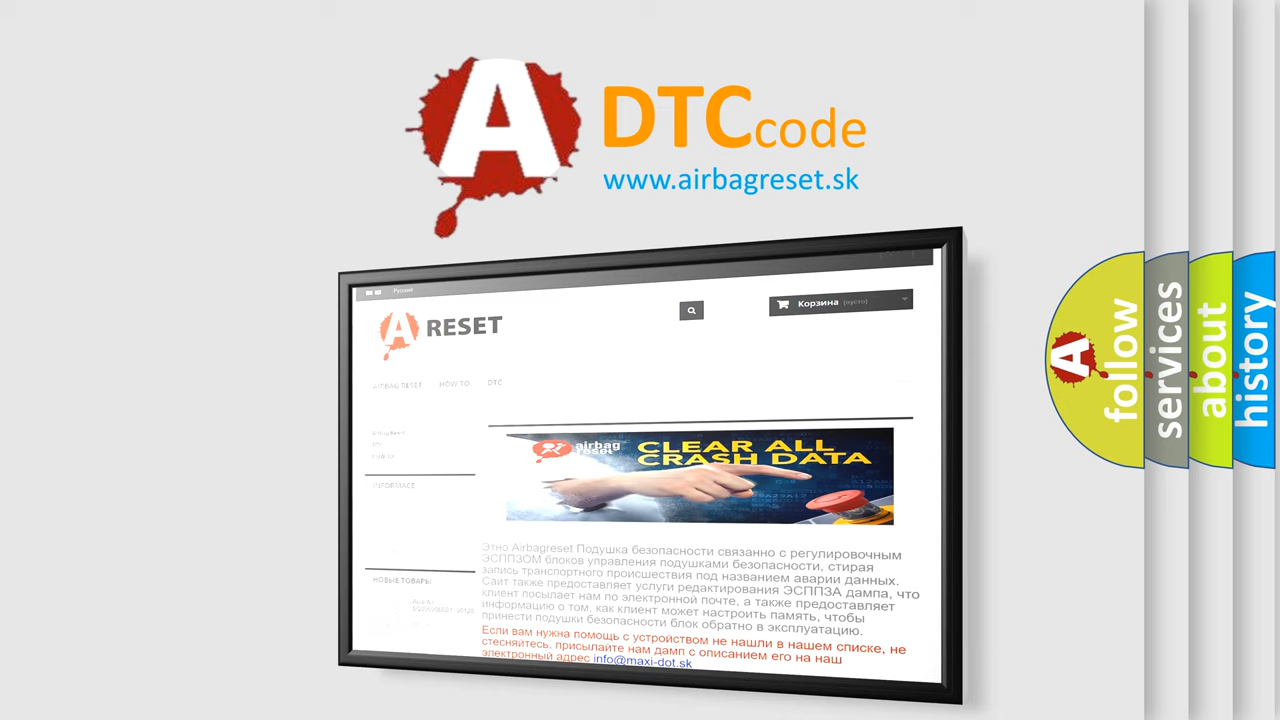 A DTCcode
www.airbagreset.sk
Русский
Корзина (пусто)
A RESET
AIRBAG RESET HOW TO DTC
airbag
reset
CLEAR ALL
CRASH DATA
INFORMACE
Этно Airbagreset Подушка безопасности связанно с регулировочным
ЭСППЗОМ блоков управления подушками безопасности, стирая
запись транспортного происшествия под названием аварии данных.
Сайт также предоставляет услуги редактирования ЭСППЗА дампа, что
клиент посылает нам по электронной почте, а также предоставляет
информацию о том, как клиент может настроить память, чтобы
принести подушки безопасности блок обратно в эксплуатацию.
Если вам нужна помощь с устройством не нашли в нашем списке, не
стесняйтесь, присылайте нам дамп с описанием его на наш
электронный адрес info@maxi-dot.sk
НОВЫЕ ТОВАРЫ
A follow
services
about
history